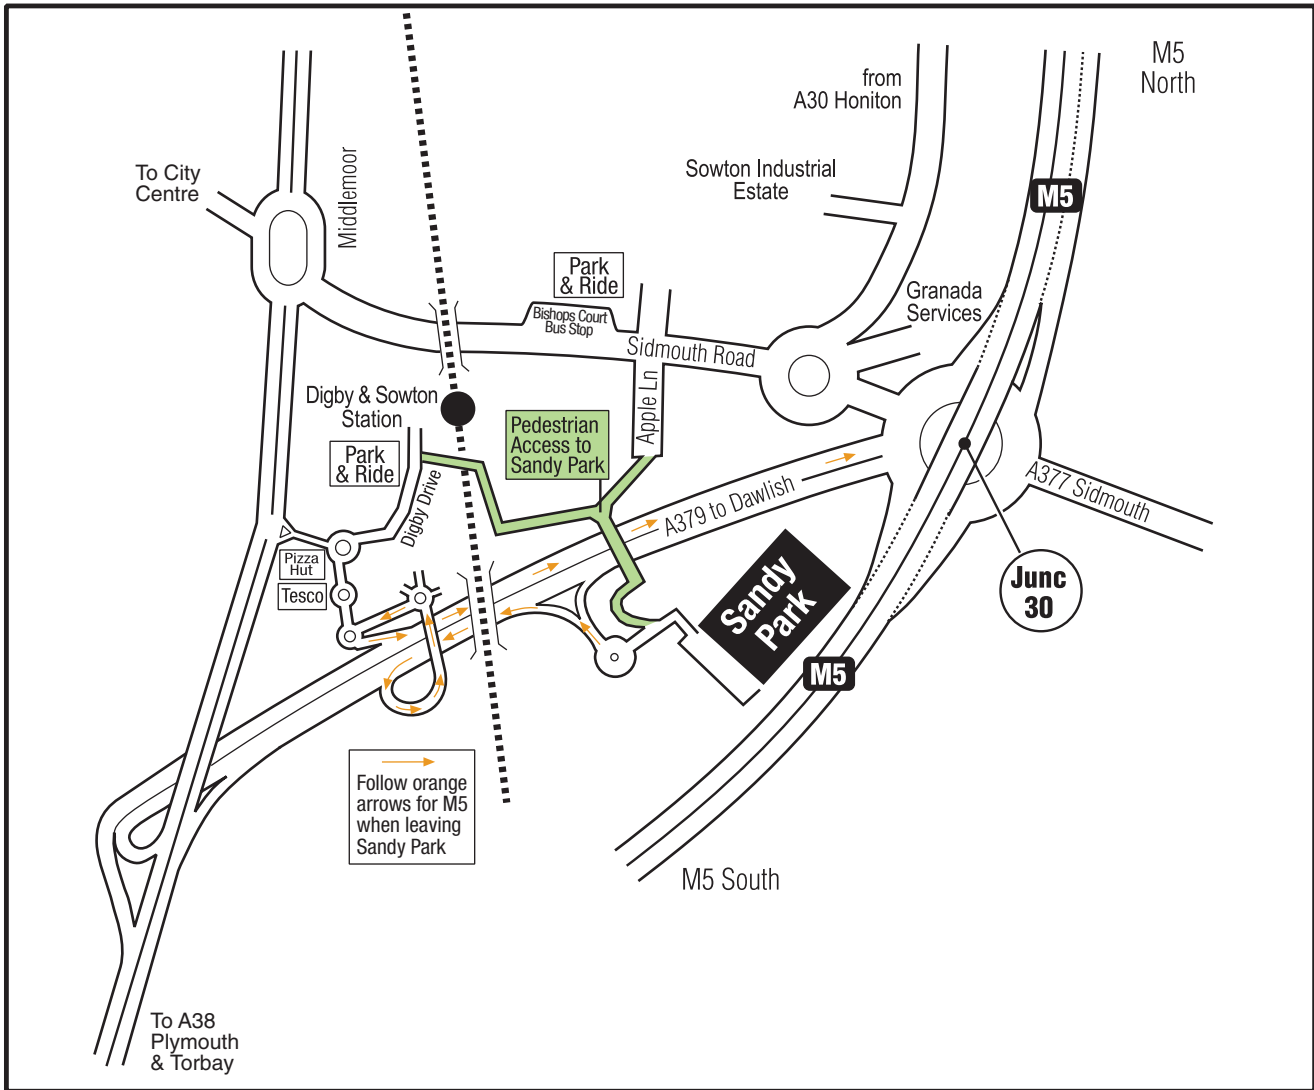 M5
North
from
A30 Honiton
Middlemoor
To City
Centre
Sowton Industrial
Estate
M5
Park
& Ride
Granada
Services
Bishops Court
Bus Stop
Sidmouth Road
Digby & Sowton
Station
Apple Ln
Pedestrian
Access to
Sandy Park
Park
& Ride
Digby Drive
A379 to Dawlish
A377 Sidmouth
Pizza
Hut
Tesco
Junc
30
Sandy
Park
M5
Follow orange
arrows for M5
when leaving
Sandy Park
M5 South
To A38
Plymouth
& Torbay